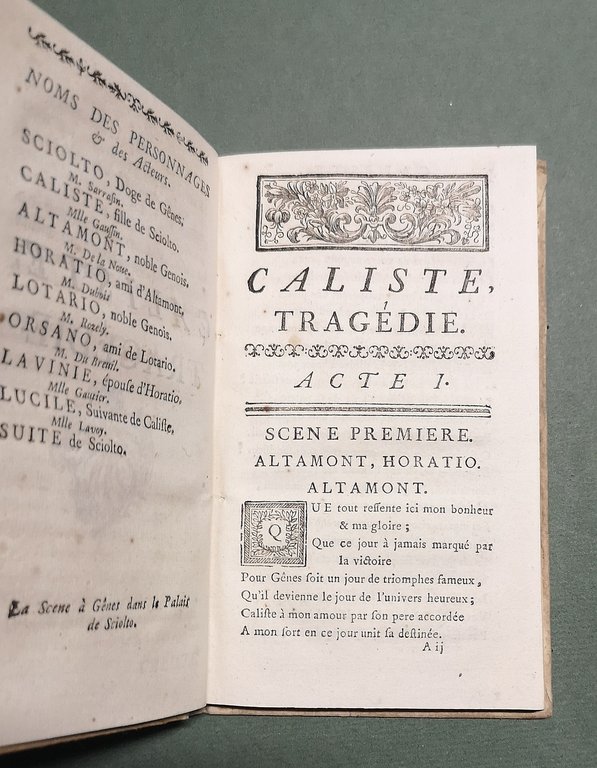 NOMS DES PERSONNAGES
& des Acteurs.
SCIOLTO, Doge de Gênes.
M. Sarrasin.
CALISTE, fille de Sciolto.
Mlle Gaussin.
ALTAMONT, noble Genois.
M. De la Noue.
HORATIO, ami d'Altamont.
M. Dubois
LOTARIO, noble Genois.
M. Rozely.
ORSANO, ami de Lotario.
M. Du Breuil.
LAVINIE, épouse d'Horatio.
Mlle Gautier.
LUCILE, Suivante de Caliste,
Mlle Lavoy.
SUITE de Sciolto.
La Scene à Gênes dans le Palais
de Sciolto.
CALISTE,
TRAGÉDIE.
ACTE I.
SCENE PREMIERE.
ALTAMONT, HORATIO.
ALTAMONT.
QUE tout ressente ici mon bonheur
& ma gloire ;
Que ce jour à jamais marqué par
la victoire
Pour Gênes soit un jour de triomphes fameux,
Qu'il devienne le jour de l'univers heureux ;
Caliste à mon amour par son pere accordée
A mon sort en ce jour unit sa destinée.
A ij